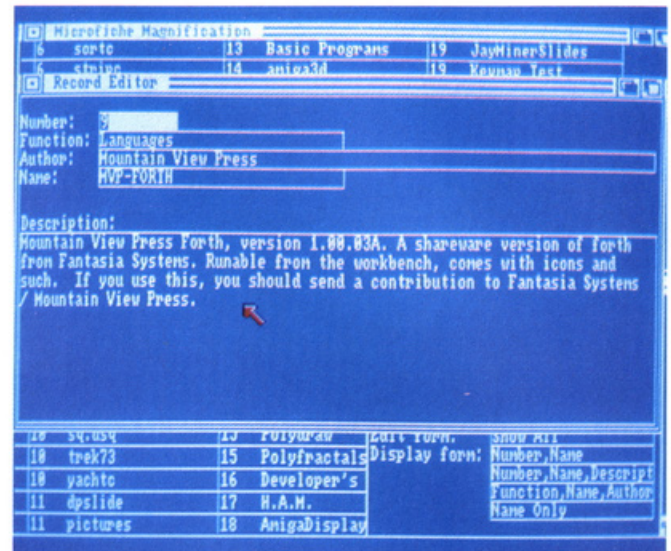 Microfiche Magnification
6 sortc 13 Basic Programs 19 JayMinerSlides
6 stripc 14 amiga3d 19 Keymap Test
Record Editor
Number: 9
Function: Languages
Author: Mountain View Press
Name: MVP-FORTH
Description:
Mountain View Press Forth, version 1.00.03A. A shareware version of forth
from Fantasia Systems. Runable from the workbench, comes with icons and
such. If you use this, you should send a contribution to Fantasia Systems
/ Mountain View Press.
10 sq.usq 15 Polydraw Edit form: Show All
10 trek73 15 Polyfractals Display form: Number,Name
10 yachtc 16 Developer's Number,Name,Descript
11 dpslide 17 H.A.M. Function,Name,Author
11 pictures 18 AmigaDisplay Name Only